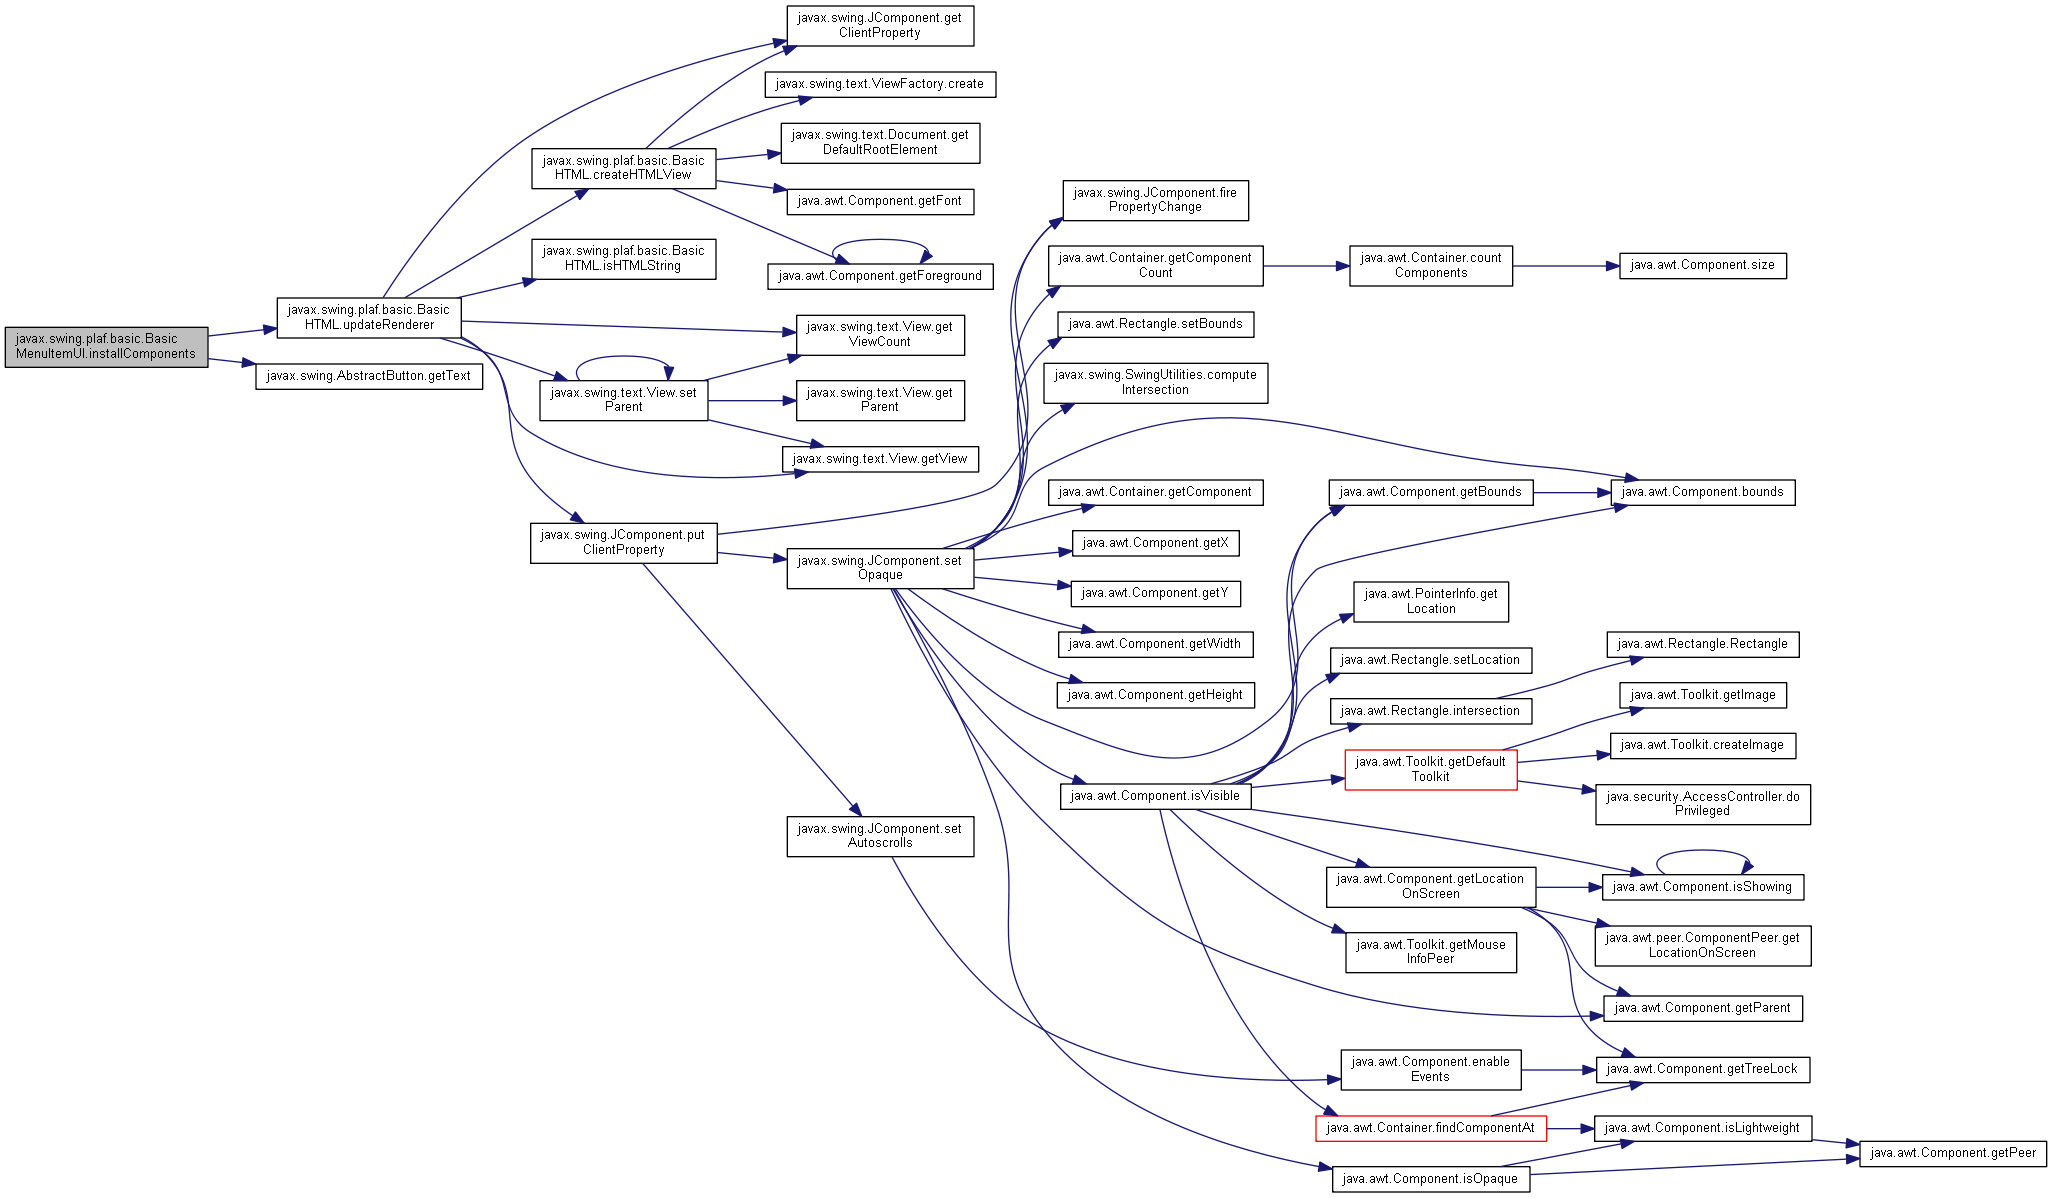 javax.swing.plaf.basic.Basic
MenuItemUI.installComponents
javax.swing.plaf.basic.Basic
HTML.updateRenderer
javax.swing.AbstractButton.getText
javax.swing.JComponent.get
ClientProperty
javax.swing.plaf.basic.Basic
HTML.createHTMLView
javax.swing.text.ViewFactory.create
javax.swing.text.Document.get
DefaultRootElement
java.awt.Component.getFont
java.awt.Component.getForeground
javax.swing.plaf.basic.Basic
HTML.isHTMLString
javax.swing.text.View.get
ViewCount
javax.swing.text.View.set
Parent
javax.swing.text.View.get
Parent
javax.swing.text.View.getView
javax.swing.JComponent.put
ClientProperty
javax.swing.JComponent.set
Opaque
javax.swing.JComponent.set
Autoscrolls
javax.swing.JComponent.fire
PropertyChange
java.awt.Container.getComponent
Count
java.awt.Container.count
Components
java.awt.Component.size
java.awt.Rectangle.setBounds
javax.swing.SwingUtilities.compute
Intersection
java.awt.Container.getComponent
java.awt.Component.getX
java.awt.Component.getY
java.awt.Component.getWidth
java.awt.Component.getHeight
java.awt.Component.isVisible
java.awt.Component.getBounds
java.awt.Component.bounds
java.awt.PointerInfo.get
Location
java.awt.Rectangle.setLocation
java.awt.Rectangle.intersection
java.awt.Rectangle.Rectangle
java.awt.Toolkit.getDefault
Toolkit
java.awt.Toolkit.getImage
java.awt.Toolkit.createImage
java.security.AccessController.do
Privileged
java.awt.Component.getLocation
OnScreen
java.awt.Component.isShowing
java.awt.Toolkit.getMouse
InfoPeer
java.awt.peer.ComponentPeer.get
LocationOnScreen
java.awt.Component.getParent
java.awt.Component.enable
Events
java.awt.Component.getTreeLock
java.awt.Container.findComponentAt
java.awt.Component.isLightweight
java.awt.Component.isOpaque
java.awt.Component.getPeer